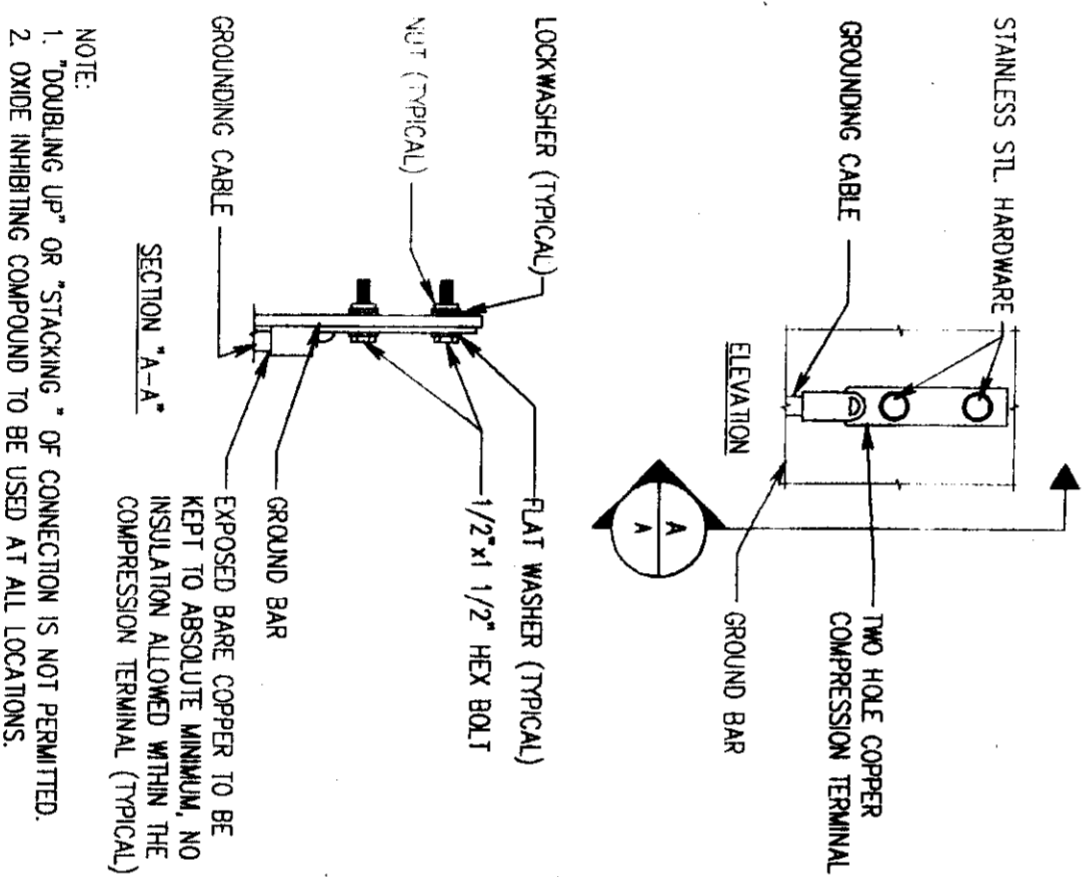 STAINLESS STL. HARDWARE
GROUNDING CABLE
TWO HOLE COPPER
COMPRESSION TERMINAL
GROUND BAR
ELEVATION
A
A
LOCKWASHER (TYPICAL)
NUT (TYPICAL)
GROUNDING CABLE
FLAT WASHER (TYPICAL)
1/2"x1 1/2" HEX BOLT
GROUND BAR
EXPOSED BARE COPPER TO BE
KEPT TO ABSOLUTE MINIMUM, NO
INSULATION ALLOWED WITHIN THE
COMPRESSION TERMINAL (TYPICAL)
SECTION "A-A"
NOTE:
1. "DOUBLING UP" OR "STACKING " OF CONNECTION IS NOT PERMITTED.
2. OXIDE INHIBITING COMPOUND TO BE USED AT ALL LOCATIONS.